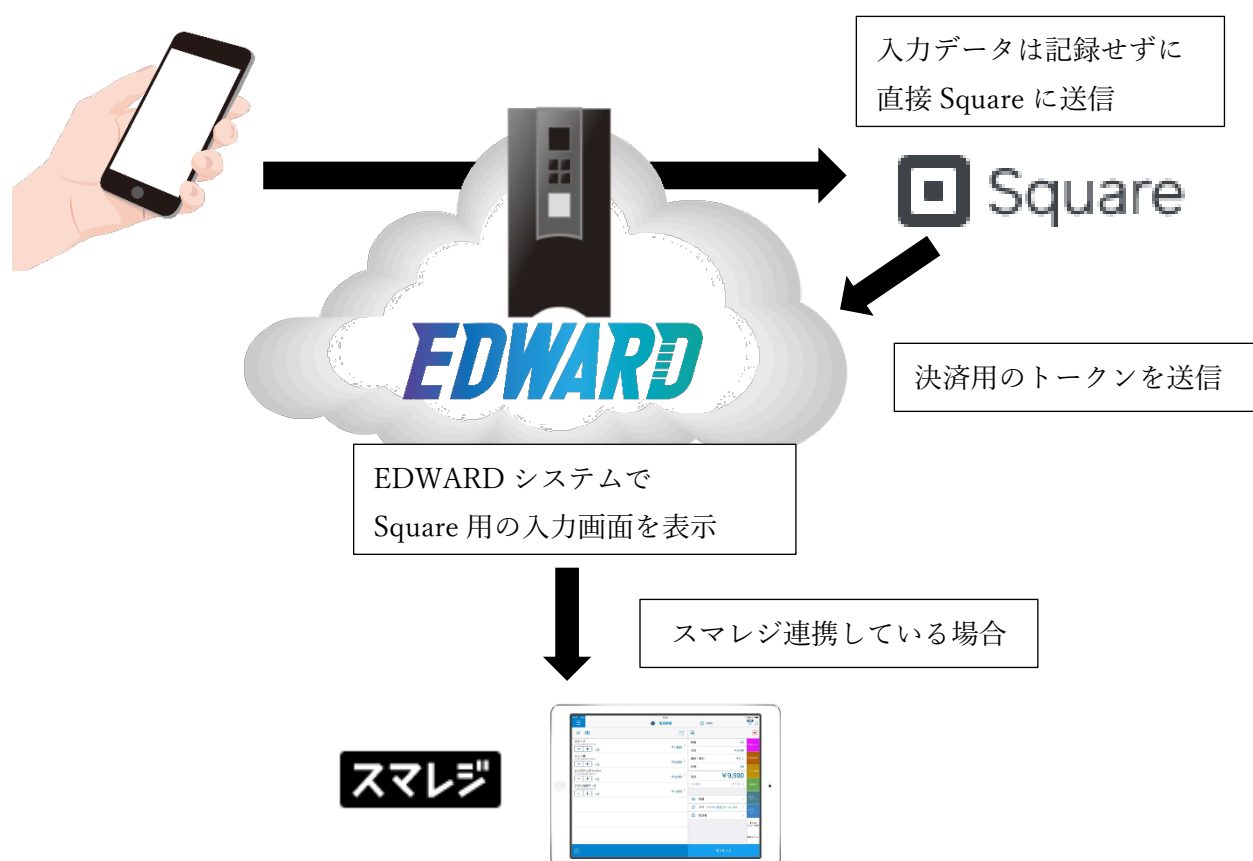 入力データは記録せずに
直接 Square に送信
Square
EDWARD
決済用のトークンを送信
EDWARD システムで
Square 用の入力画面を表示
スマレジ連携している場合
スマレジ
¥9,590